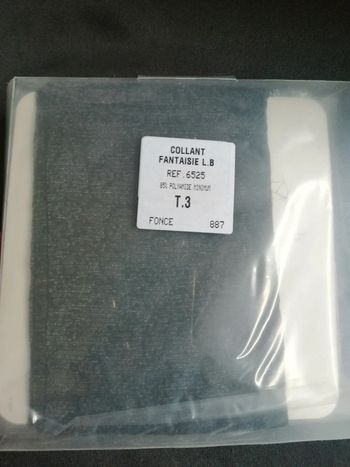 COLLANT
FANTAISIE L.B
REF.6525
85% POLYAMIDE MINIMUM
T.3
FONCE 887